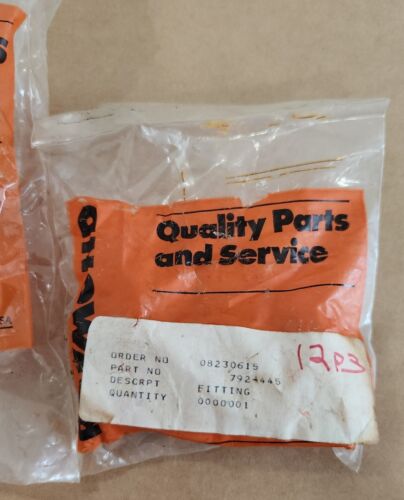 Quality Parts
and Service
ORDER NO 08230615
PART NO 7924445
DESCRPT FITTING
QUANTITY 0000001
12P3